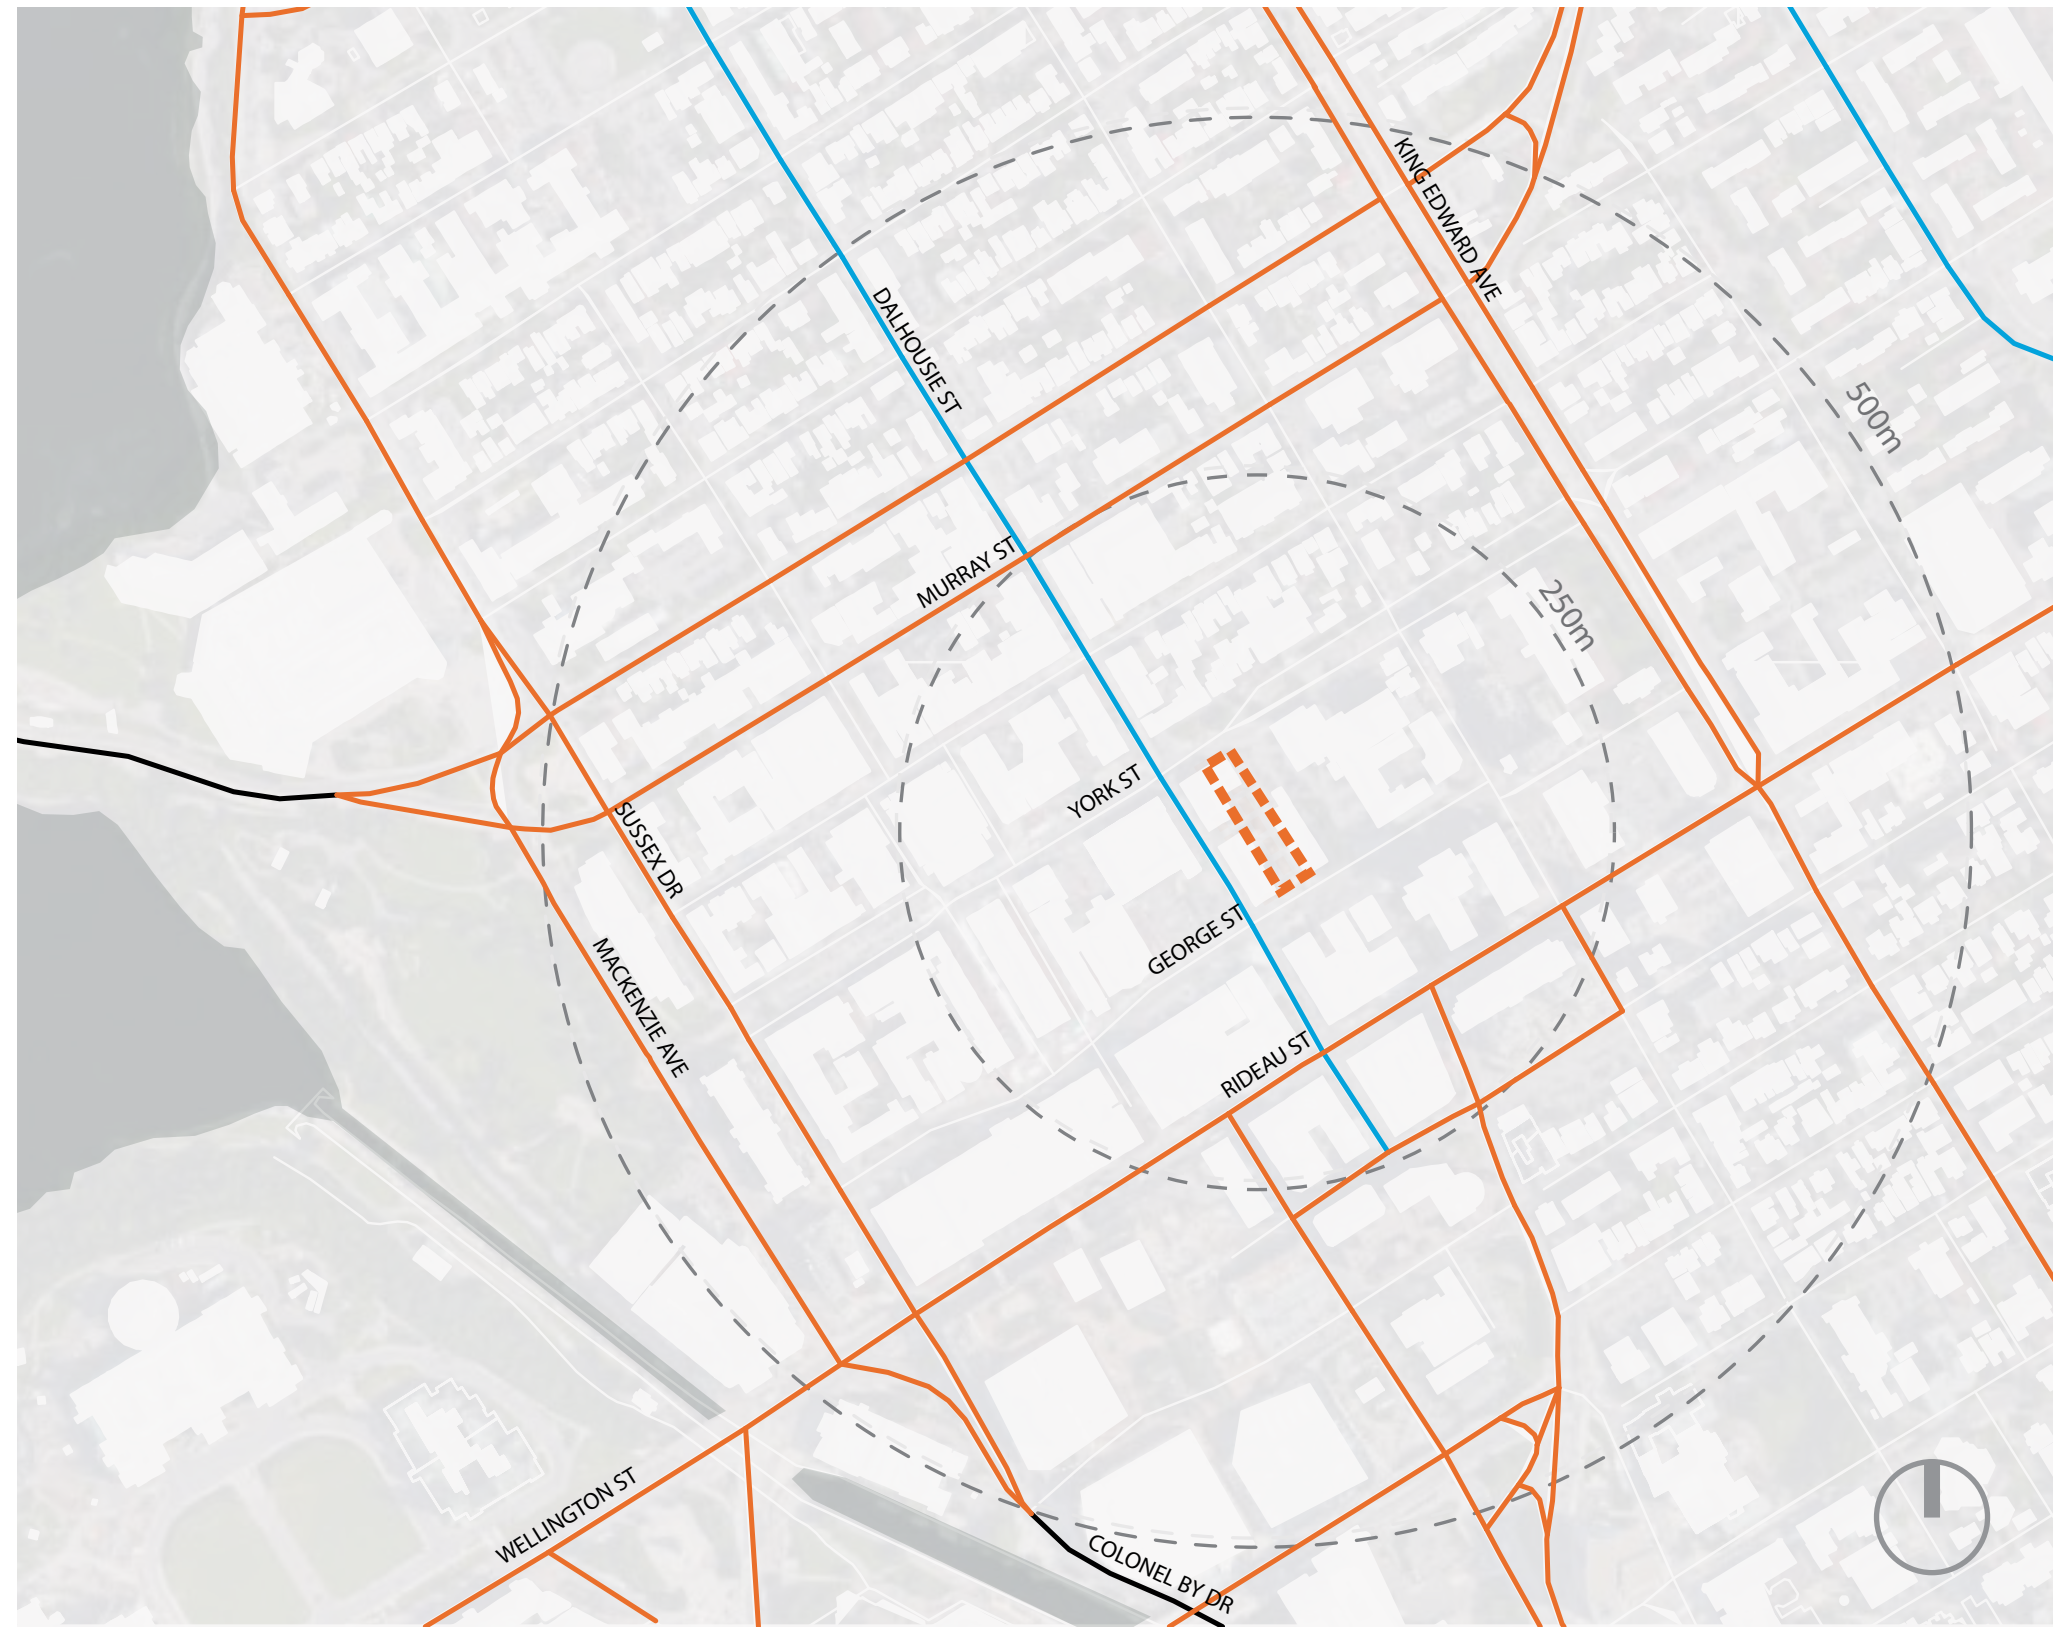 KING EDWARD AVE
DALHOUSIE ST
500m
MURRAY ST
250m
YORK ST
SUSSEX DR
GEORGE ST
MACKENZIE AVE
RIDEAU ST
WELLINGTON ST
COLONEL BY DR